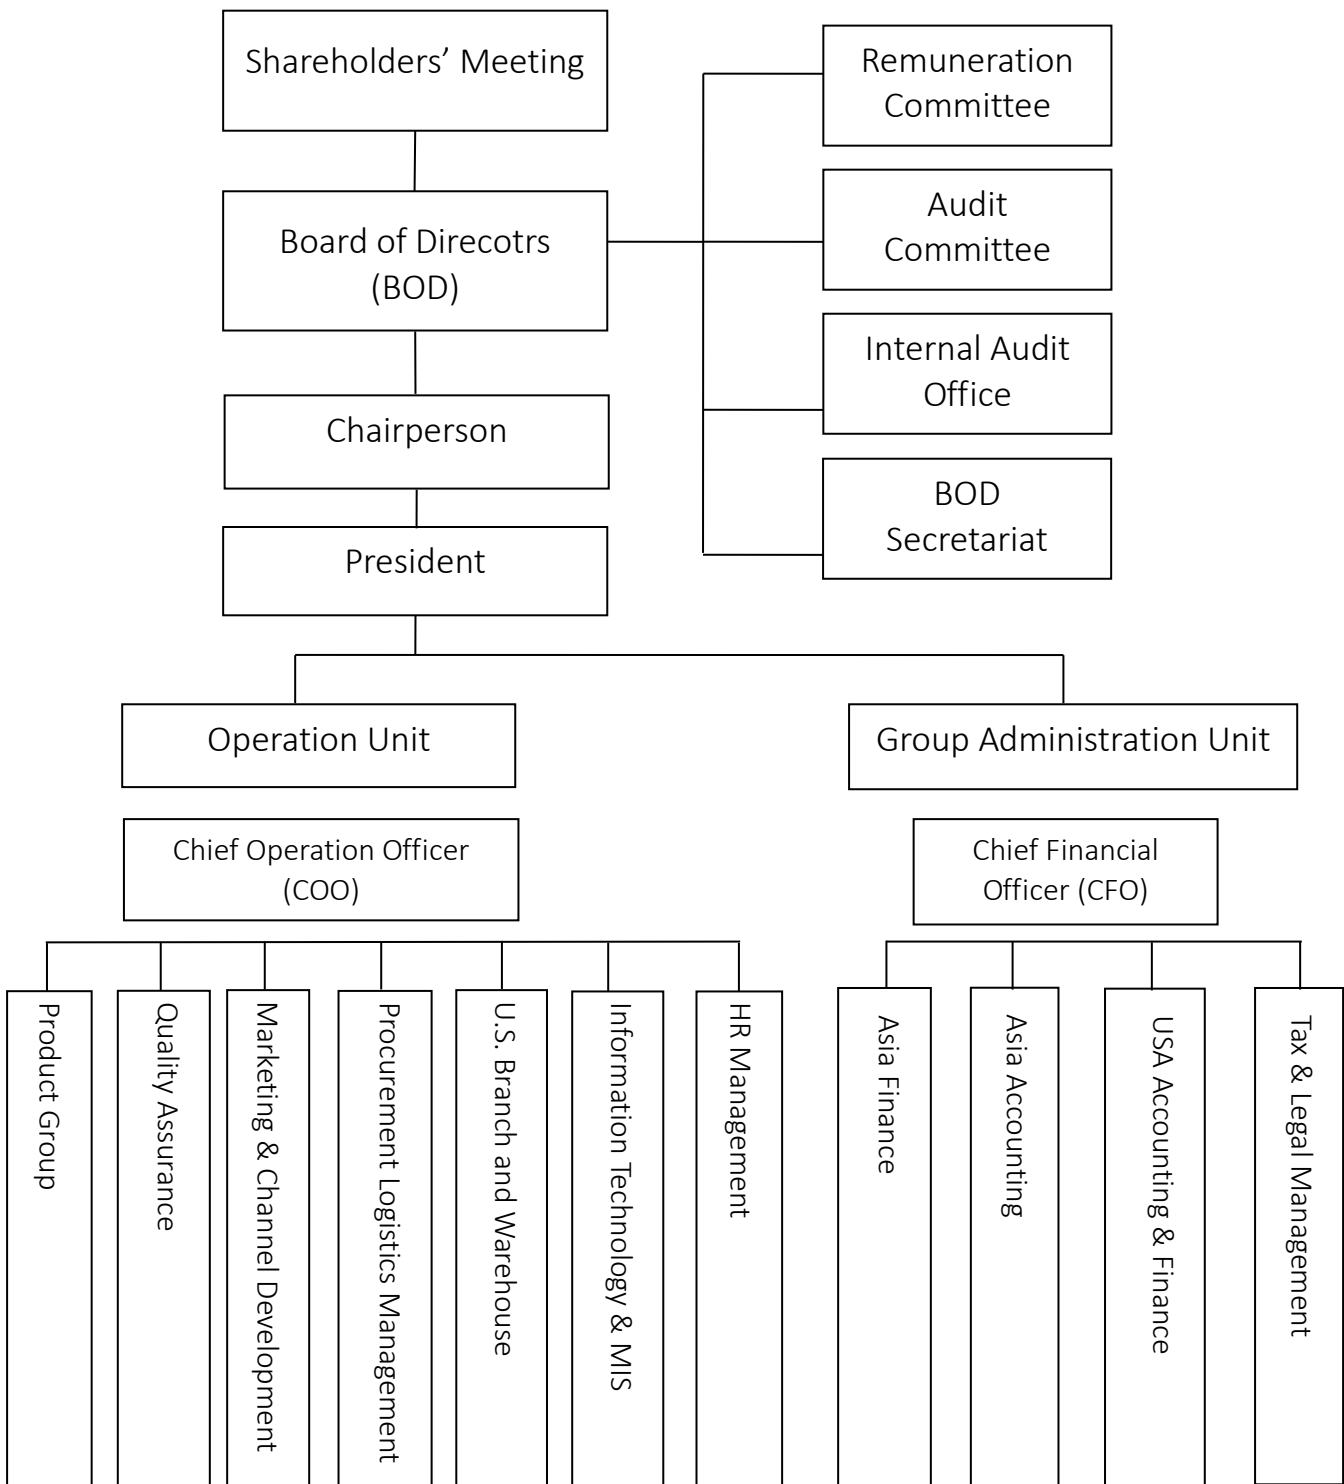 Shareholders’ Meeting
Remuneration
Committee
Audit
Committee
Board of Direcotrs
(BOD)
Internal Audit
Office
Chairperson
BOD
Secretariat
President
Operation Unit
Group Administration Unit
Chief Operation Officer
(COO)
Chief Financial
Officer (CFO)
Product Group
Quality Assurance
Marketing & Channel Development
Procurement Logistics Management
U.S. Branch and Warehouse
Information Technology & MIS
HR Management
Asia Finance
Asia Accounting
USA Accounting & Finance
Tax & Legal Management